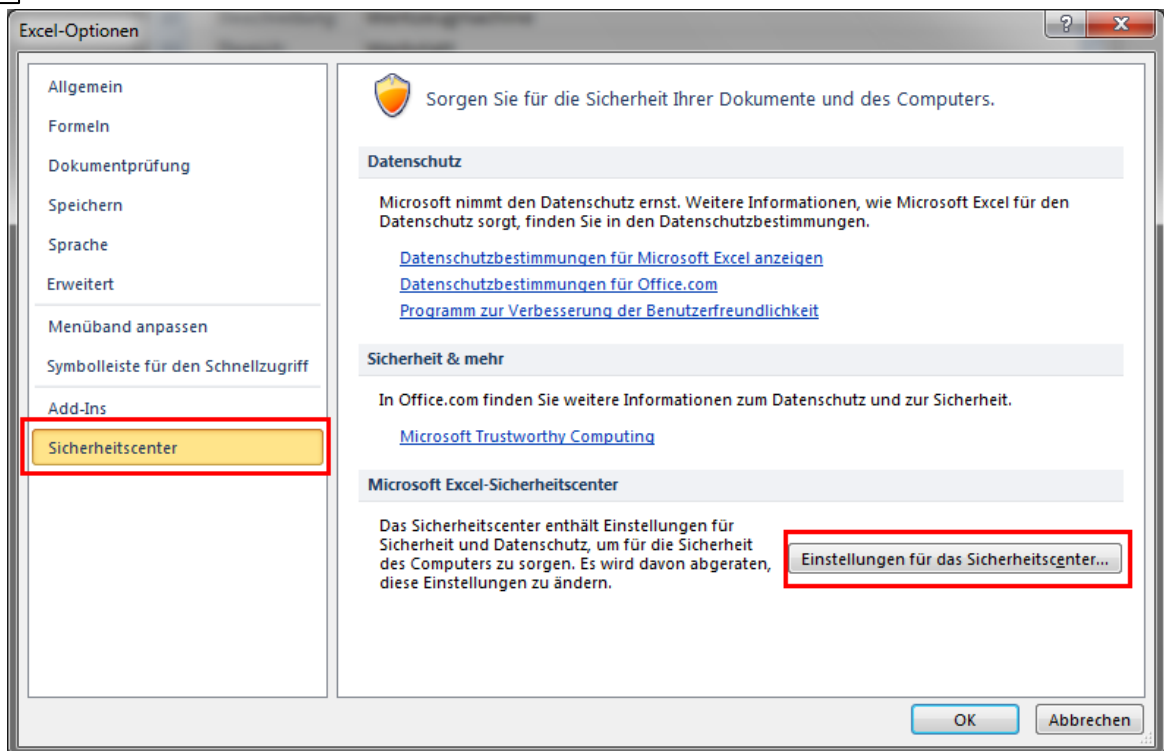 Excel-Optionen
Allgemein
Formeln
Dokumentprüfung
Speichern
Sprache
Erweitert
Menüband anpassen
Symbolleiste für den Schnellzugriff
Add-Ins
Sicherheitscenter
Sorgen Sie für die Sicherheit Ihrer Dokumente und des Computers.
Datenschutz
Microsoft nimmt den Datenschutz ernst. Weitere Informationen, wie Microsoft Excel für den
Datenschutz sorgt, finden Sie in den Datenschutzbestimmungen.
Datenschutzbestimmungen für Microsoft Excel anzeigen
Datenschutzbestimmungen für Office.com
Programm zur Verbesserung der Benutzerfreundlichkeit
Sicherheit & mehr
In Office.com finden Sie weitere Informationen zum Datenschutz und zur Sicherheit.
Microsoft Trustworthy Computing
Microsoft Excel-Sicherheitscenter
Das Sicherheitscenter enthält Einstellungen für
Sicherheit und Datenschutz, um für die Sicherheit
des Computers zu sorgen. Es wird davon abgeraten,
diese Einstellungen zu ändern.
Einstellungen für das Sicherheitscenter...
OK
Abbrechen